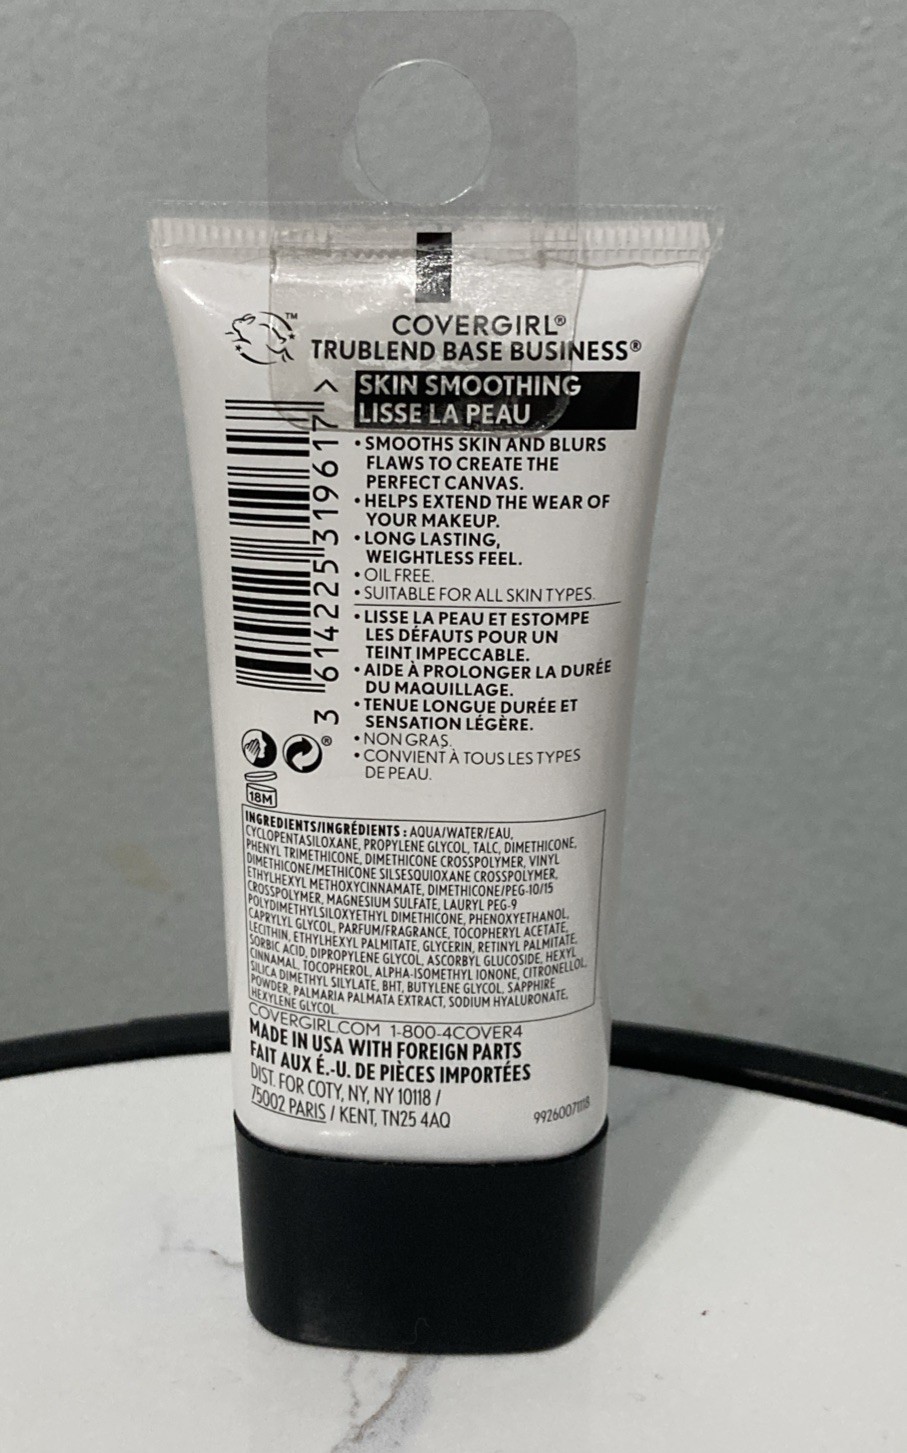 COVERGIRL®
TRUBLEND BASE BUSINESS®
SKIN SMOOTHING
LISSE LA PEAU
• SMOOTHS SKIN AND BLURS
FLAWS TO CREATE THE
PERFECT CANVAS.
• HELPS EXTEND THE WEAR OF
YOUR MAKEUP.
• LONG LASTING,
WEIGHTLESS FEEL.
• OIL FREE.
• SUITABLE FOR ALL SKIN TYPES.
• LISSE LA PEAU ET ESTOMPE
LES DÉFAUTS POUR UN
TEINT IMPECCABLE.
• AIDE À PROLONGER LA DURÉE
DU MAQUILLAGE.
• TENUE LONGUE DURÉE ET
SENSATION LÉGÈRE.
• NON GRAS.
• CONVIENT À TOUS LES TYPES
DE PEAU.
TM
3 614225 319617 >
®
18M
INGREDIENTS/INGRÉDIENTS : AQUA/WATER/EAU,
CYCLOPENTASILOXANE, PROPYLENE GLYCOL, TALC, DIMETHICONE,
PHENYL TRIMETHICONE, DIMETHICONE CROSSPOLYMER, VINYL
DIMETHICONE/METHICONE SILSESQUIOXANE CROSSPOLYMER,
ETHYLHEXYL METHOXYCINNAMATE, DIMETHICONE/PEG-10/15
CROSSPOLYMER, MAGNESIUM SULFATE, LAURYL PEG-9
POLYDIMETHYLSILOXYETHYL DIMETHICONE, PHENOXYETHANOL,
CAPRYLYL GLYCOL, PARFUM/FRAGRANCE, TOCOPHERYL ACETATE,
LECITHIN, ETHYLHEXYL PALMITATE, GLYCERIN, RETINYL PALMITATE,
SORBIC ACID, DIPROPYLENE GLYCOL, ASCORBYL GLUCOSIDE, HEXYL
CINNAMAL, TOCOPHEROL, ALPHA-ISOMETHYL IONONE, CITRONELLOL,
SILICA DIMETHYL SILYLATE, BHT, BUTYLENE GLYCOL, SAPPHIRE
POWDER, PALMARIA PALMATA EXTRACT, SODIUM HYALURONATE,
HEXYLENE GLYCOL.
COVERGIRL.COM 1-800-4COVER4
MADE IN USA WITH FOREIGN PARTS
FAIT AUX É.-U. DE PIÈCES IMPORTÉES
DIST. FOR COTY, NY, NY 10118 /
75002 PARIS / KENT, TN25 4AQ